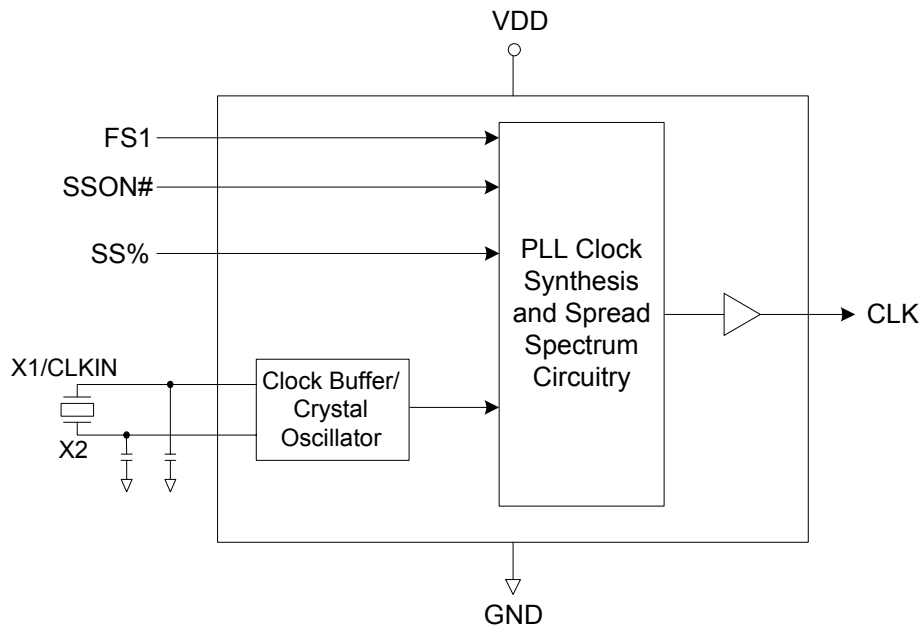 VDD
FS1
SSON#
SS%
PLL Clock
Synthesis
and Spread
Spectrum
Circuitry
CLK
X1/CLKIN
X2
Clock Buffer/
Crystal
Oscillator
GND